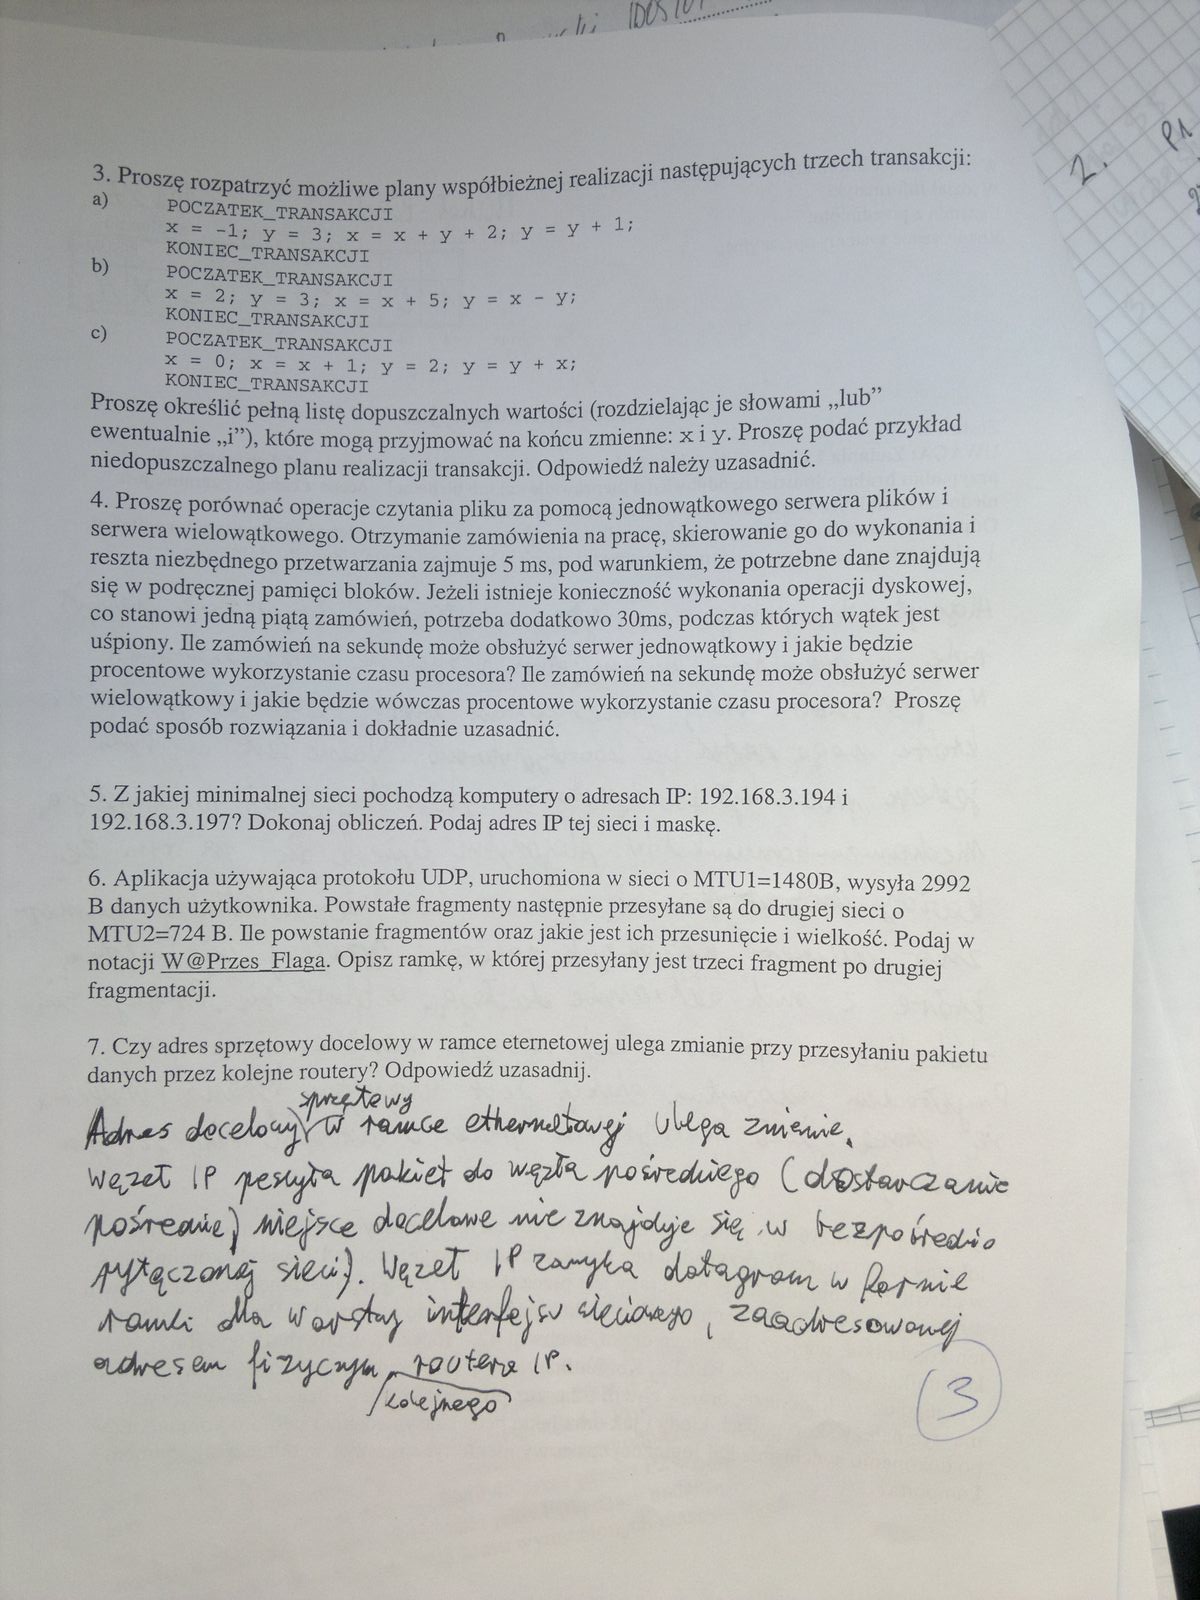 3. Proszę rozpatrzyć możliwe plany współbieżnej realizacji następujących trzech transakcji:
a) POCZATEK_TRANSAKCJI
x = -1; y = 3; x = x + y + 2; y = y + 1;
KONIEC_TRANSAKCJI
b) POCZATEK_TRANSAKCJI
x = 2; y = 3; x = x + 5; y = x - y;
KONIEC_TRANSAKCJI
c) POCZATEK_TRANSAKCJI
x = 0; x = x + 1; y = 2; y = y + x;
KONIEC_TRANSAKCJI
Proszę określić pełną listę dopuszczalnych wartości (rozdzielając je słowami „lub”
ewentualnie „i”), które mogą przyjmować na końcu zmienne: x i y. Proszę podać przykład
niedopuszczalnego planu realizacji transakcji. Odpowiedź należy uzasadnić.
4. Proszę porównać operacje czytania pliku za pomocą jednowątkowego serwera plików i
serwera wielowątkowego. Otrzymanie zamówienia na pracę, skierowanie go do wykonania i
reszta niezbędnego przetwarzania zajmuje 5 ms, pod warunkiem, że potrzebne dane znajdują
się w podręcznej pamięci bloków. Jeżeli istnieje konieczność wykonania operacji dyskowej,
co stanowi jedną piątą zamówień, potrzeba dodatkowo 30ms, podczas których wątek jest
uśpiony. Ile zamówień na sekundę może obsłużyć serwer jednowątkowy i jakie będzie
procentowe wykorzystanie czasu procesora? Ile zamówień na sekundę może obsłużyć serwer
wielowątkowy i jakie będzie wówczas procentowe wykorzystanie czasu procesora? Proszę
podać sposób rozwiązania i dokładnie uzasadnić.
5. Z jakiej minimalnej sieci pochodzą komputery o adresach IP: 192.168.3.194 i
192.168.3.197? Dokonaj obliczeń. Podaj adres IP tej sieci i maskę.
6. Aplikacja używająca protokołu UDP, uruchomiona w sieci o MTU1=1480B, wysyła 2992
B danych użytkownika. Powstałe fragmenty następnie przesyłane są do drugiej sieci o
MTU2=724 B. Ile powstanie fragmentów oraz jakie jest ich przesunięcie i wielkość. Podaj w
notacji W@Przes_Flaga. Opisz ramkę, w której przesyłany jest trzeci fragment po drugiej
fragmentacji.
7. Czy adres sprzętowy docelowy w ramce eternetowej ulega zmianie przy przesyłaniu pakietu
danych przez kolejne routery? Odpowiedź uzasadnij.
sprzętowy
Adres docelowy w ramce ethernetowej ulega zmianie.
Węzeł IP pesyła pakiet do węzła pośredniego (dostarczanie
pośrednie) miejsce docelowe nie znajduje się w bezpośrednio
sieci). Węzeł IP zamyka datagram w formie
ramki dla warstwy interfejsu sieciowego, zaadresowanej
adresem fizycznym routera IP.
kolejnego
3
2. P1